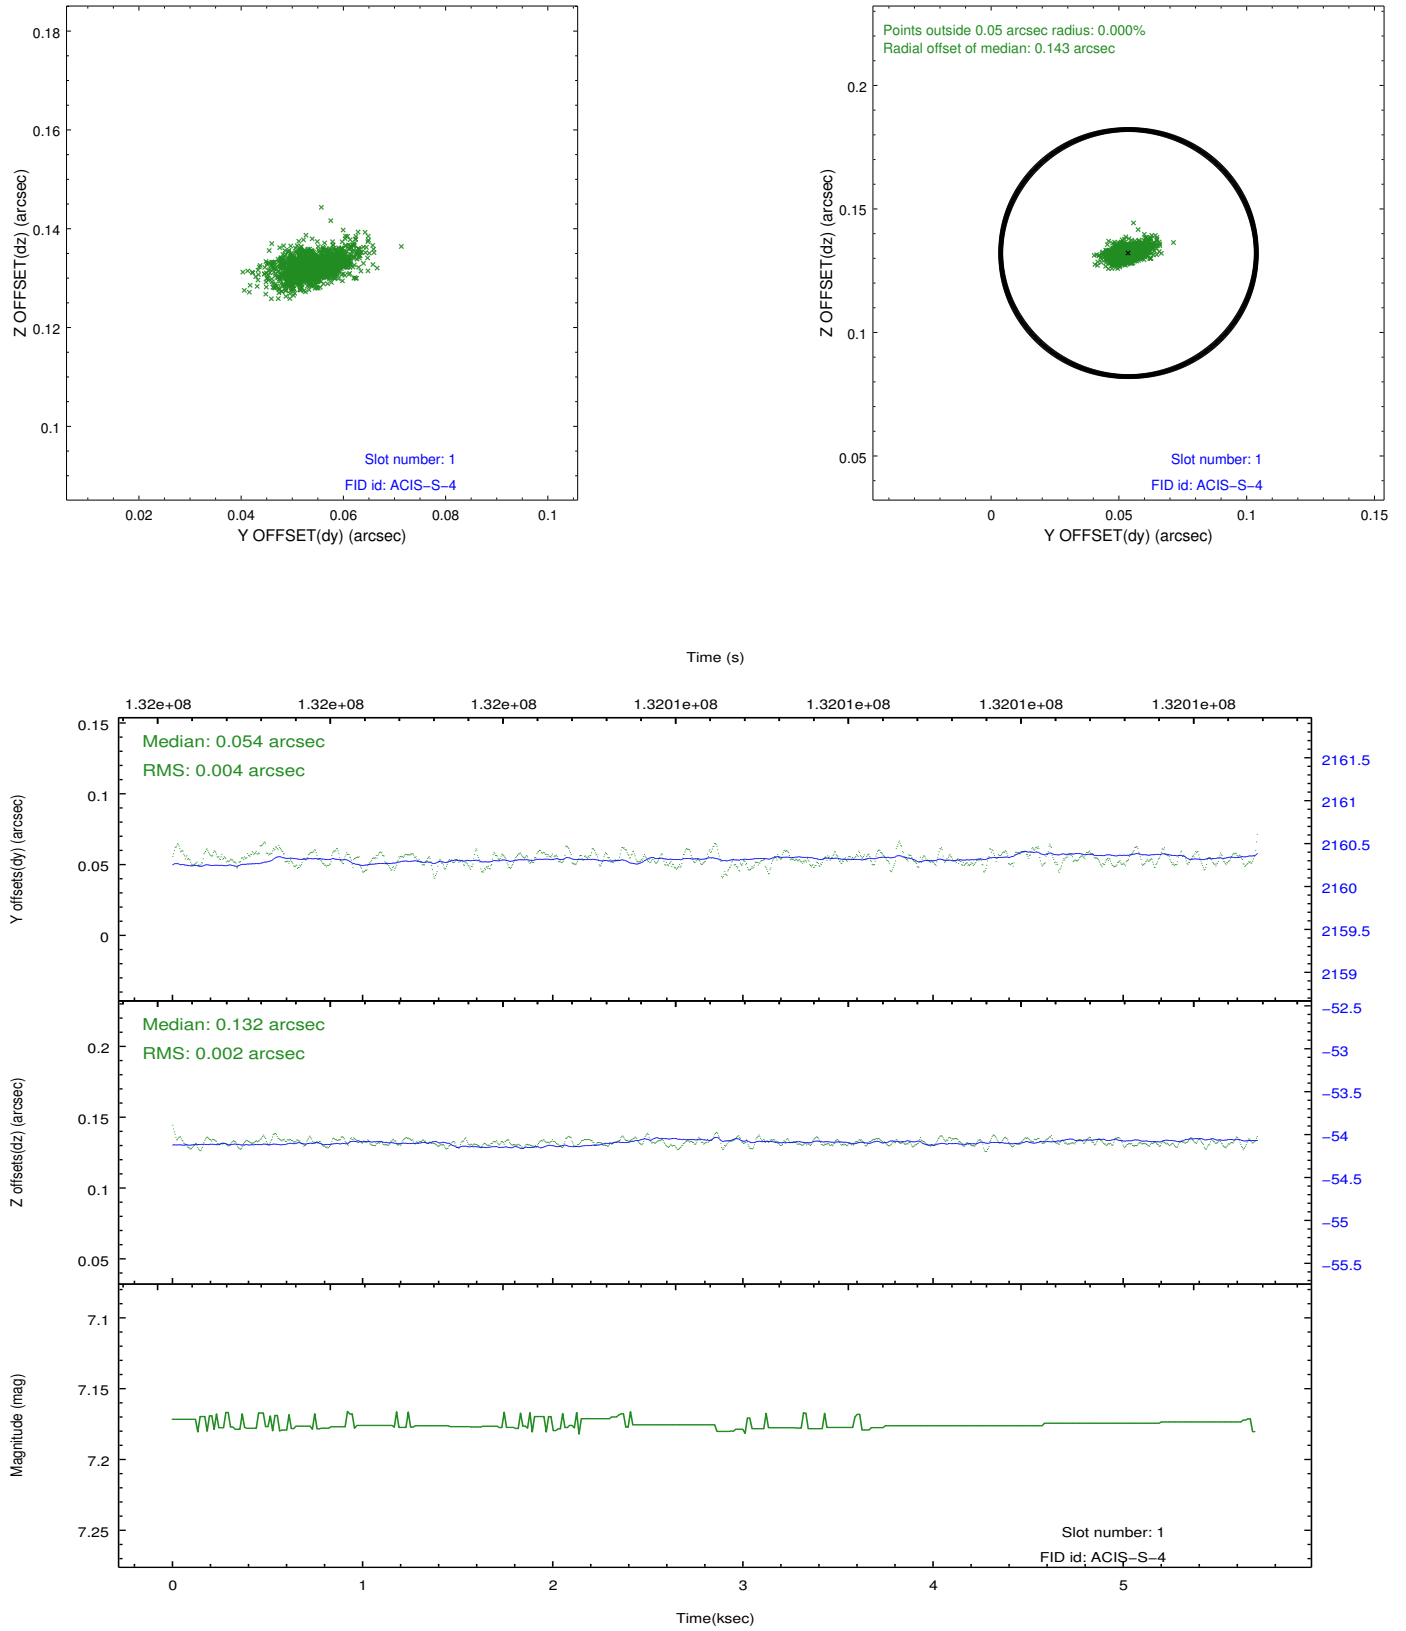 0.18
0.16
0.14
0.12
0.1
Z OFFSET(dz) (arcsec)
Slot number: 1
FID id: ACIS−S−4
0.02 0.04 0.06 0.08 0.1
Y OFFSET(dy) (arcsec)
Points outside 0.05 arcsec radius: 0.000%
Radial offset of median: 0.143 arcsec
0.2
0.15
0.1
0.05
Z OFFSET(dz) (arcsec)
Slot number: 1
FID id: ACIS−S−4
0 0.05 0.1 0.15
Y OFFSET(dy) (arcsec)
Time (s)
1.32e+08 1.32e+08 1.32e+08 1.3201e+08 1.3201e+08 1.3201e+08 1.3201e+08
Median: 0.054 arcsec
RMS: 0.004 arcsec
0.15
0.1
0.05
0
Y offsets(dy) (arcsec)
2161.5
2161
2160.5
2160
2159.5
2159
Median: 0.132 arcsec
RMS: 0.002 arcsec
0.2
0.15
0.1
0.05
Z offsets(dz) (arcsec)
−52.5
−53
−53.5
−54
−54.5
−55
−55.5
7.1
7.15
7.2
7.25
Magnitude (mag)
Slot number: 1
FID id: ACIS−S−4
0 1 2 3 4 5
Time(ksec)